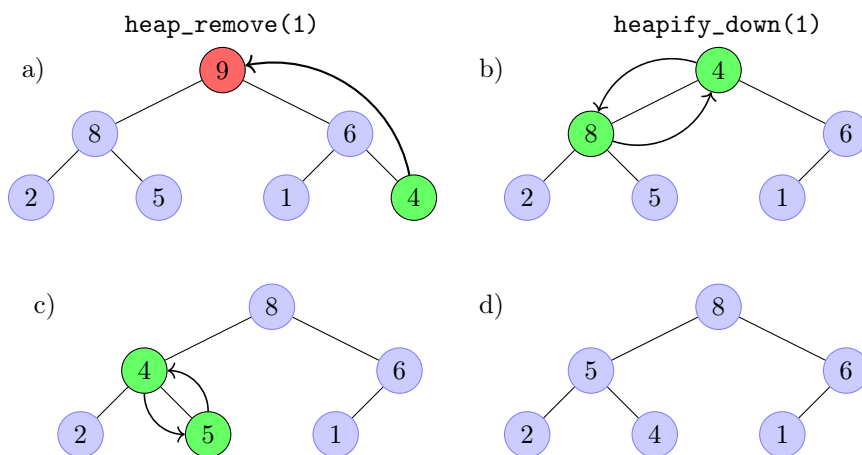 heap_remove(1) heapify_down(1)
a) 9 b) 4
8 6 8 6
2 5 1 4 2 5 1
c) 8 d) 8
4 6 5 6
2 5 1 2 4 1